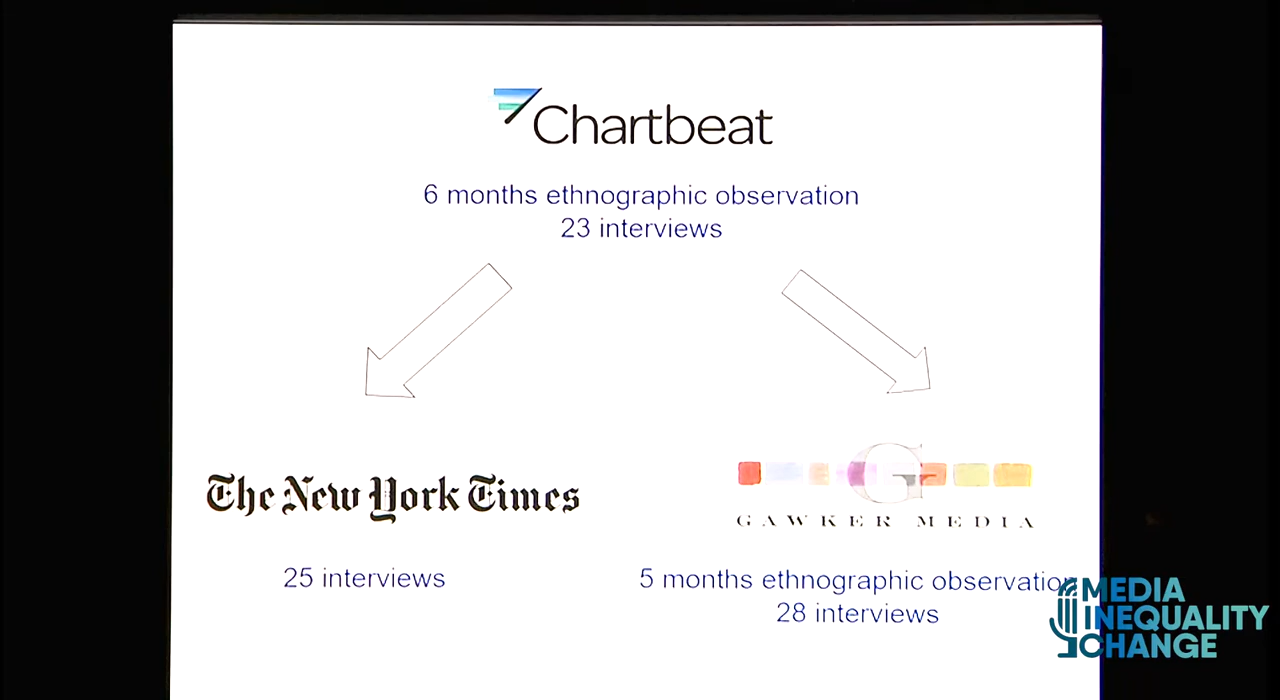 Chartbeat
6 months ethnographic observation
23 interviews
The New York Times
GAWKER MEDIA
25 interviews
5 months ethnographic observation
28 interviews
MEDIA
INEQUALITY
CHANGE